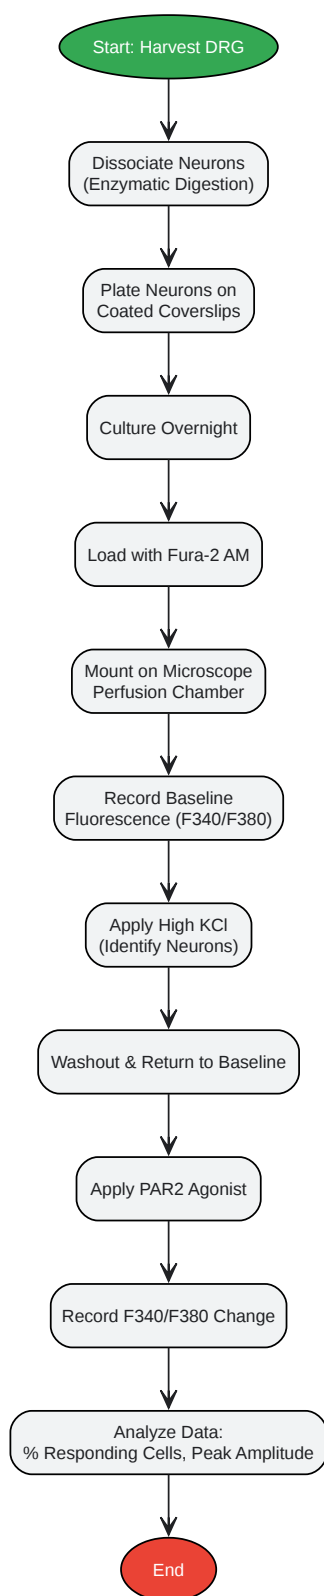 Start: Harvest DRG
Dissociate Neurons
(Enzymatic Digestion)
Plate Neurons on
Coated Coverslips
Culture Overnight
Load with Fura-2 AM
Mount on Microscope
Perfusion Chamber
Record Baseline
Fluorescence (F340/F380)
Apply High KCl
(Identify Neurons)
Washout & Return to Baseline
Apply PAR2 Agonist
Record F340/F380 Change
Analyze Data:
% Responding Cells, Peak Amplitude
End